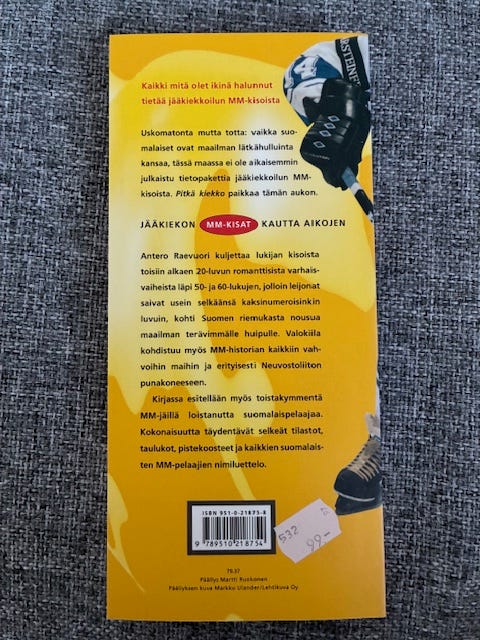 Kaikki mitä olet ikinä halunnut
tietää jääkiekkoilun MM-kisoista
Uskomatonta mutta totta: vaikka suo-
malaiset ovat maailman lätkähulluinta
kansaa, tässä maassa ei ole aikaisemmin
julkaistu tietopakettia jääkiekkoilun MM-
kisoista. Pitkä kiekko paikkaa tämän aukon.
JÄÄKIEKON MM-KISAT KAUTTA AIKOJEN
Antero Raevuori kuljettaa lukijan kisoista
toisiin alkaen 20-luvun romanttisista varhais-
vaiheista läpi 50- ja 60-lukujen, jolloin leijonat
saivat usein selkäänsä kaksinumeroisinkin
luvuin, kohti Suomen riemukasta nousua
maailman terävimmälle huipulle. Valokiila
kohdistuu myös MM-historian kaikkiin vah-
voihin maihin ja erityisesti Neuvostoliiton
punakoneeseen.
Kirjassa esitellään myös toistakymmentä
MM-jäillä loistanutta suomalaispelaajaa.
Kokonaisuutta täydentävät selkeät tilastot,
taulukot, pistekoosteet ja kaikkien suomalais-
ten MM-pelaajien nimiluettelo.
ISBN 951-0-21875-8
9 789510 218754
532
99,-
79.37
Päällys Martti Ruokonen
Päällyksen kuva Markku Ulander/Lehtikuva Oy